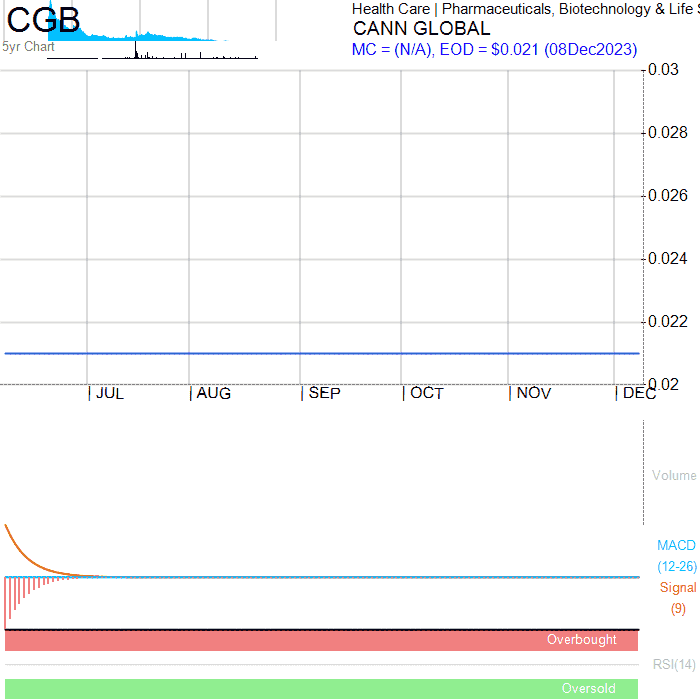 CGB
5yr Chart
Health Care | Pharmaceuticals, Biotechnology & Life
CANN GLOBAL
MC = (N/A), EOD = $0.021 (08Dec2023)
0.03
0.028
0.026
0.024
0.022
0.02
JUL AUG SEP OCT NOV DEC
Volume
MACD
(12-26)
Signal
(9)
Overbought
RSI(14)
Oversold